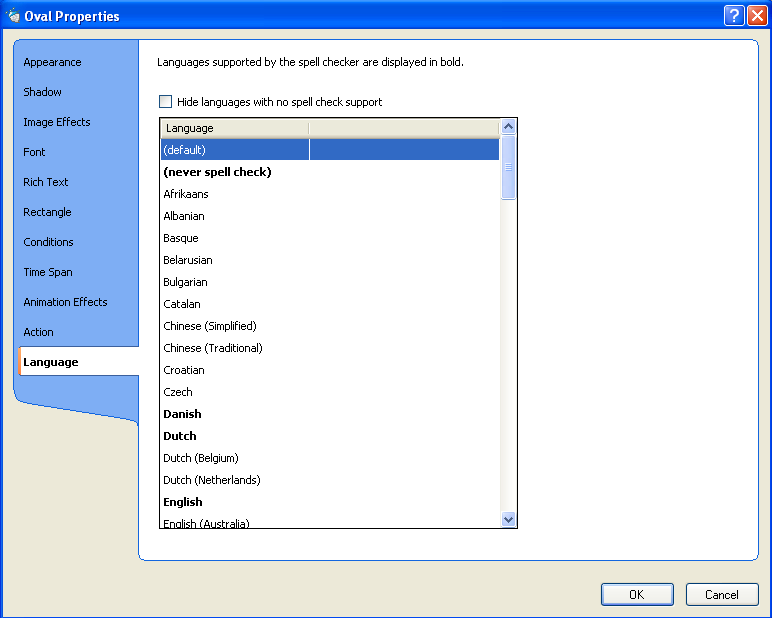 Oval Properties
Appearance
Shadow
Image Effects
Font
Rich Text
Rectangle
Conditions
Time Span
Animation Effects
Action
Language
Languages supported by the spell checker are displayed in bold.
Hide languages with no spell check support
Language
(default)
(never spell check)
Afrikaans
Albanian
Basque
Belarusian
Bulgarian
Catalan
Chinese (Simplified)
Chinese (Traditional)
Croatian
Czech
Danish
Dutch
Dutch (Belgium)
Dutch (Netherlands)
English
English (Australia)
OK
Cancel